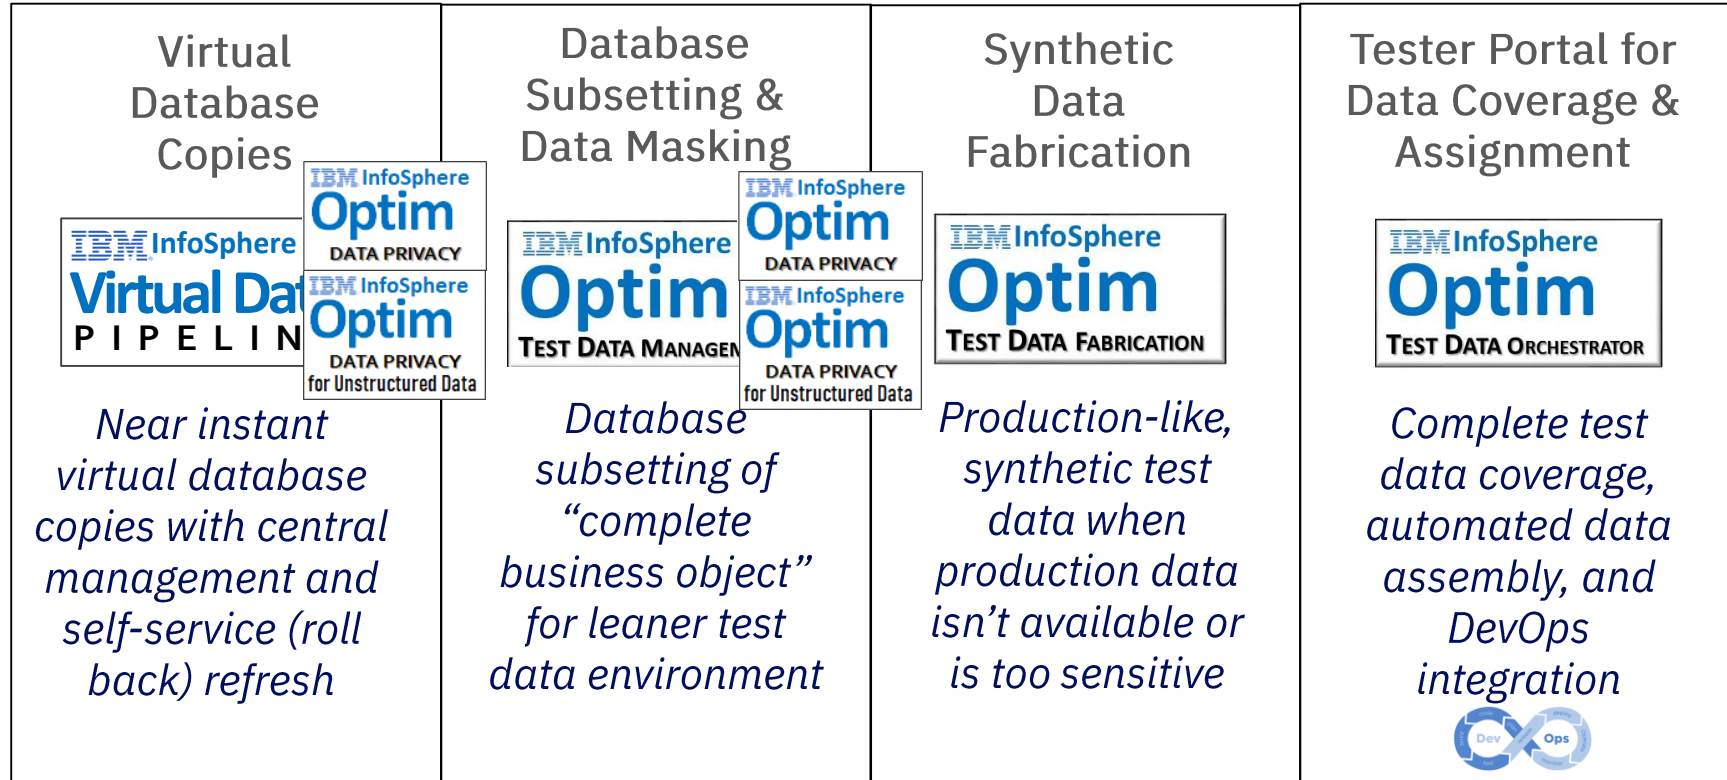 Virtual
Database
Copies
IBM InfoSphere
Virtual Dat
PIPELIN
IBM InfoSphere
Optim
DATA PRIVACY
IBM InfoSphere
Optim
DATA PRIVACY
for Unstructured Data
Near instant
virtual database
copies with central
management and
self-service (roll
back) refresh
Database
Subsetting &
Data Masking
IBM InfoSphere
Optim
TEST DATA MANAGEM
IBM InfoSphere
Optim
DATA PRIVACY
IBM InfoSphere
Optim
DATA PRIVACY
for Unstructured Data
Database
subsetting of
“complete
business object”
for leaner test
data environment
Synthetic
Data
Fabrication
IBM InfoSphere
Optim
TEST DATA FABRICATION
Production-like,
synthetic test
data when
production data
isn’t available or
is too sensitive
Tester Portal for
Data Coverage &
Assignment
IBM InfoSphere
Optim
TEST DATA ORCHESTRATOR
Complete test
data coverage,
automated data
assembly, and
DevOps
integration
Dev Ops